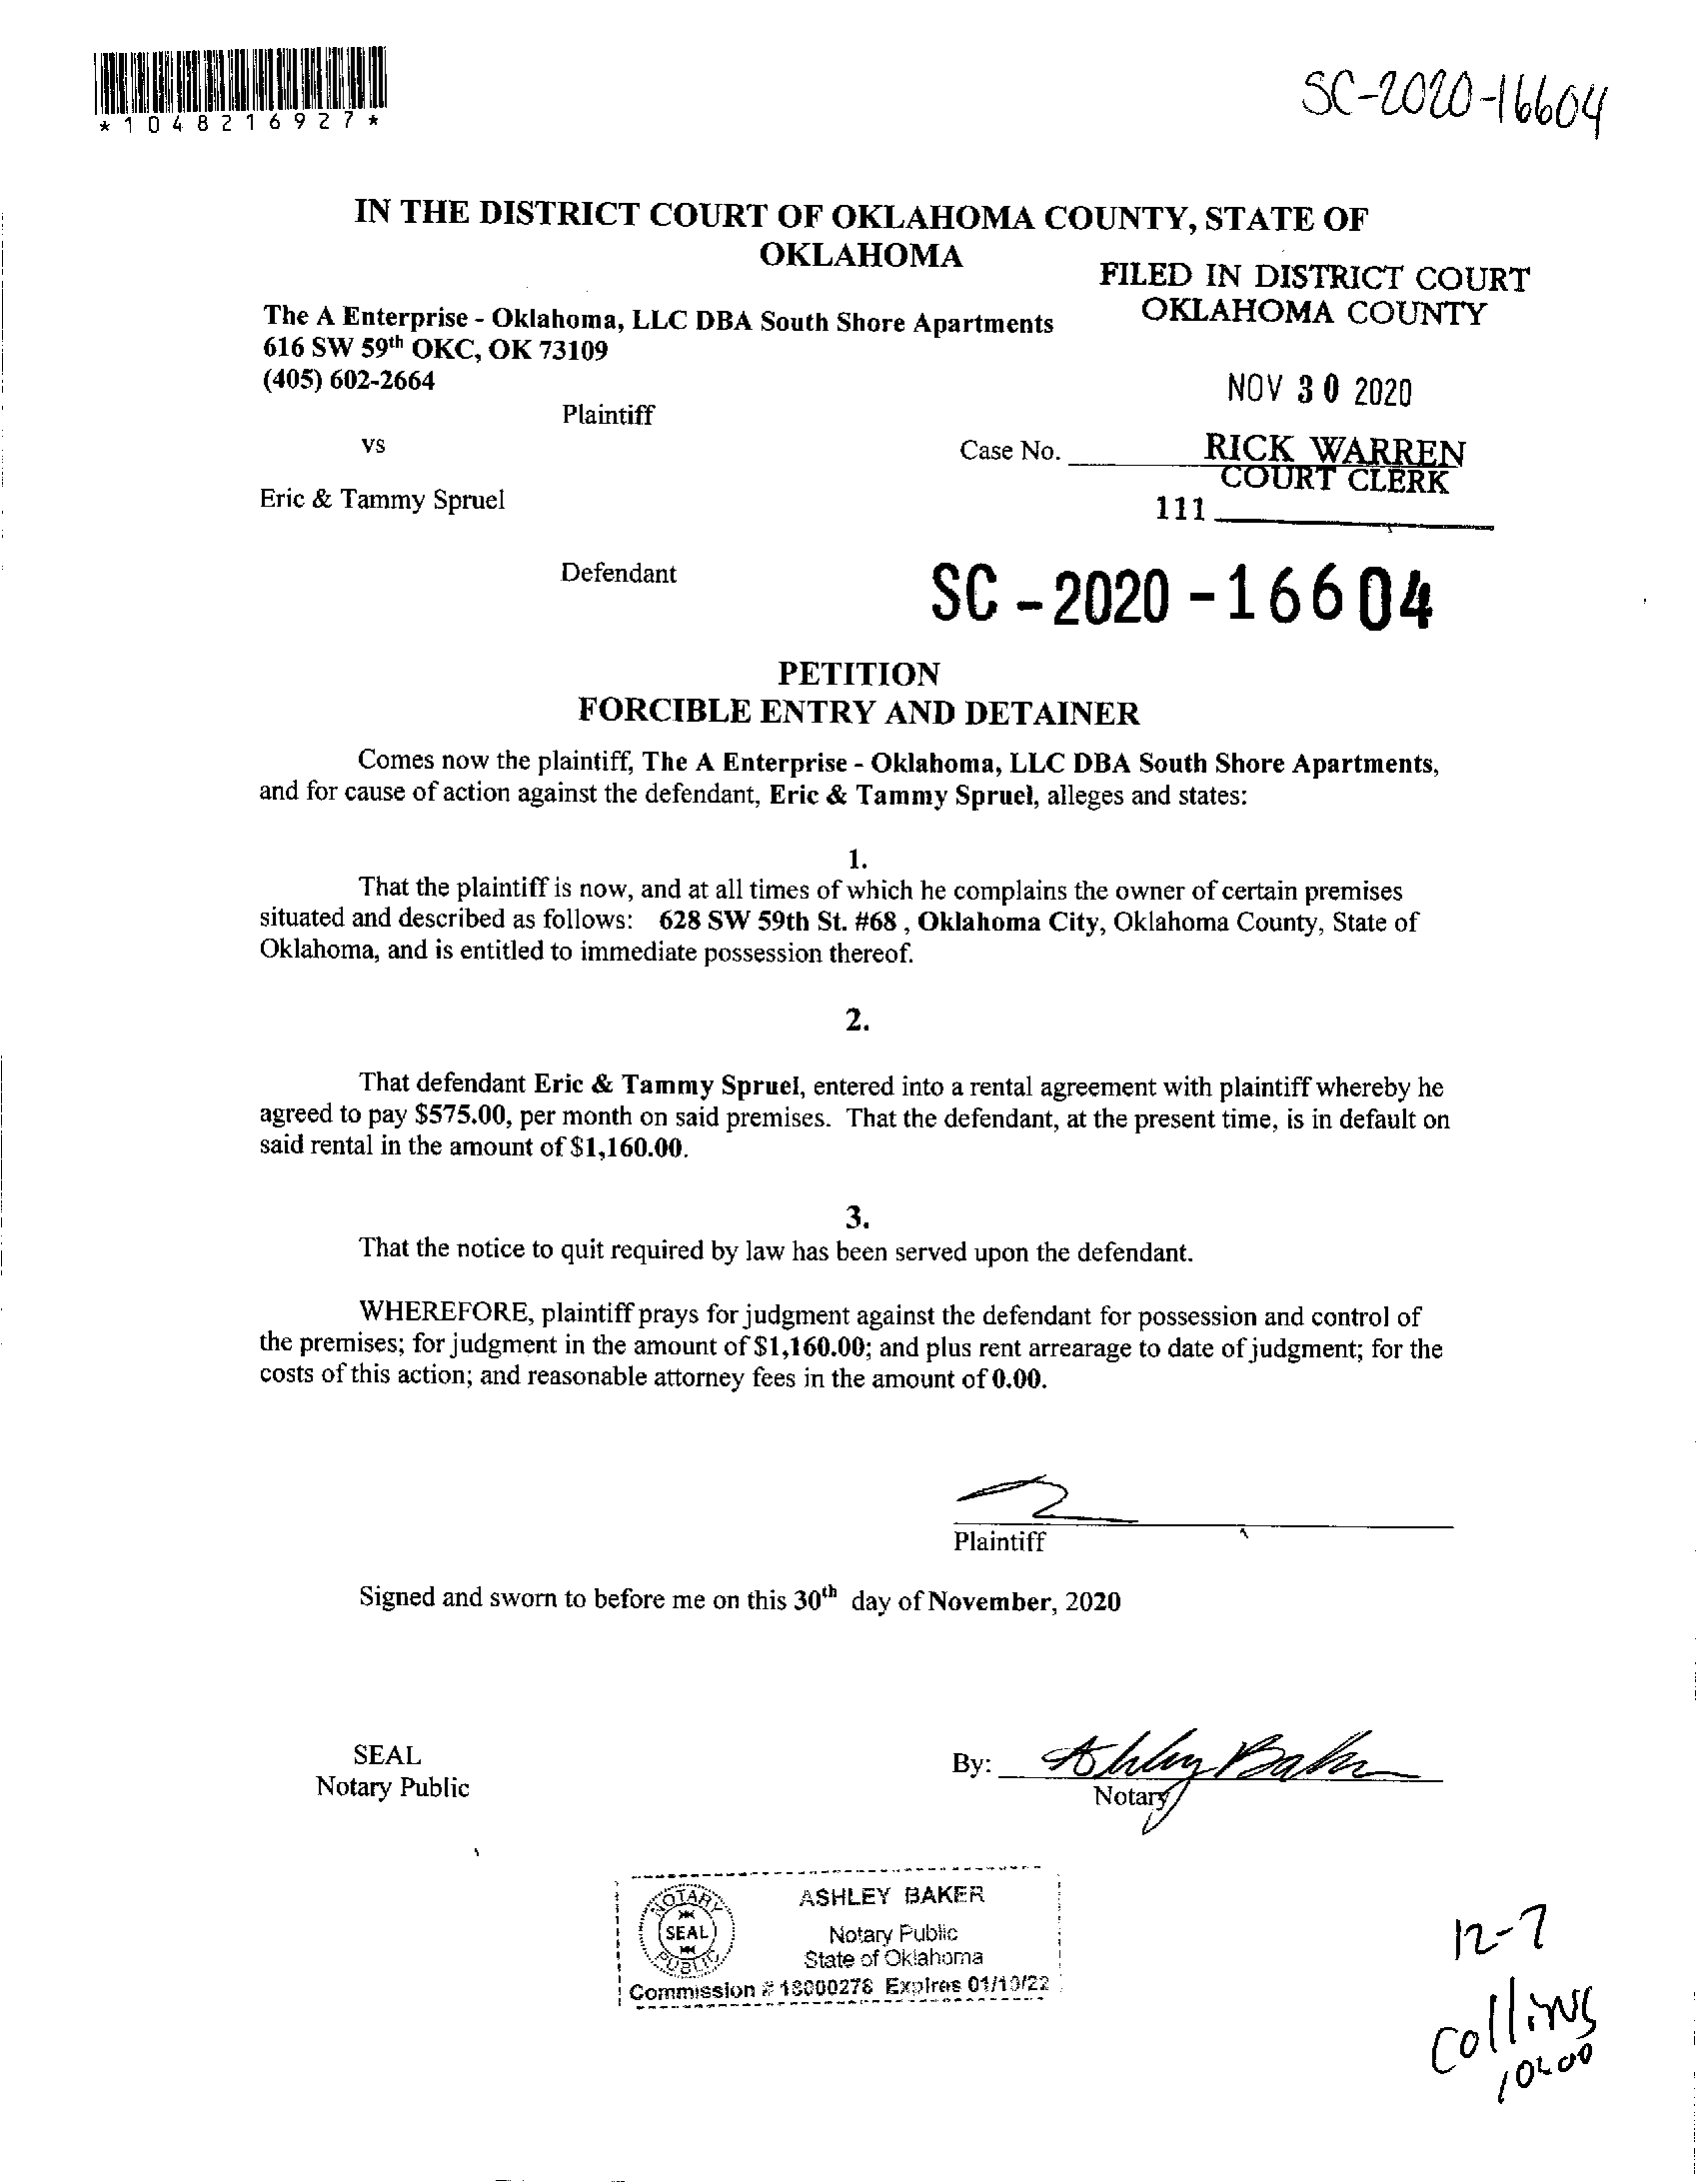 *1048216927*
SC-2020-16604
IN THE DISTRICT COURT OF OKLAHOMA COUNTY, STATE OF
OKLAHOMA
FILED IN DISTRICT COURT
OKLAHOMA COUNTY
The A Enterprise - Oklahoma, LLC DBA South Shore Apartments
616 SW 59th OKC, OK 73109
(405) 602-2664
NOV 30 2020
Plaintiff
vs
Case No.
RICK WARREN
COURT CLERK
Eric & Tammy Spruel
111
Defendant
SC-2020-16604
PETITION
FORCIBLE ENTRY AND DETAINER
Comes now the plaintiff, The A Enterprise - Oklahoma, LLC DBA South Shore Apartments,
and for cause of action against the defendant, Eric & Tammy Spruel, alleges and states:
1.
That the plaintiff is now, and at all times of which he complains the owner of certain premises
situated and described as follows: 628 SW 59th St. #68 , Oklahoma City, Oklahoma County, State of
Oklahoma, and is entitled to immediate possession thereof.
2.
That defendant Eric & Tammy Spruel, entered into a rental agreement with plaintiff whereby he
agreed to pay $575.00, per month on said premises. That the defendant, at the present time, is in default on
said rental in the amount of $1,160.00.
3.
That the notice to quit required by law has been served upon the defendant.
WHEREFORE, plaintiff prays for judgment against the defendant for possession and control of
the premises; for judgment in the amount of $1,160.00; and plus rent arrearage to date of judgment; for the
costs of this action; and reasonable attorney fees in the amount of 0.00.
Plaintiff
Signed and sworn to before me on this 30th day of November, 2020
SEAL
Notary Public
By: Ashley Baker
Notary
NOTARY
SEAL
PUBLIC
ASHLEY BAKER
Notary Public
State of Oklahoma
Commission # 18000278 Expires 01/10/22
12-7
Collins